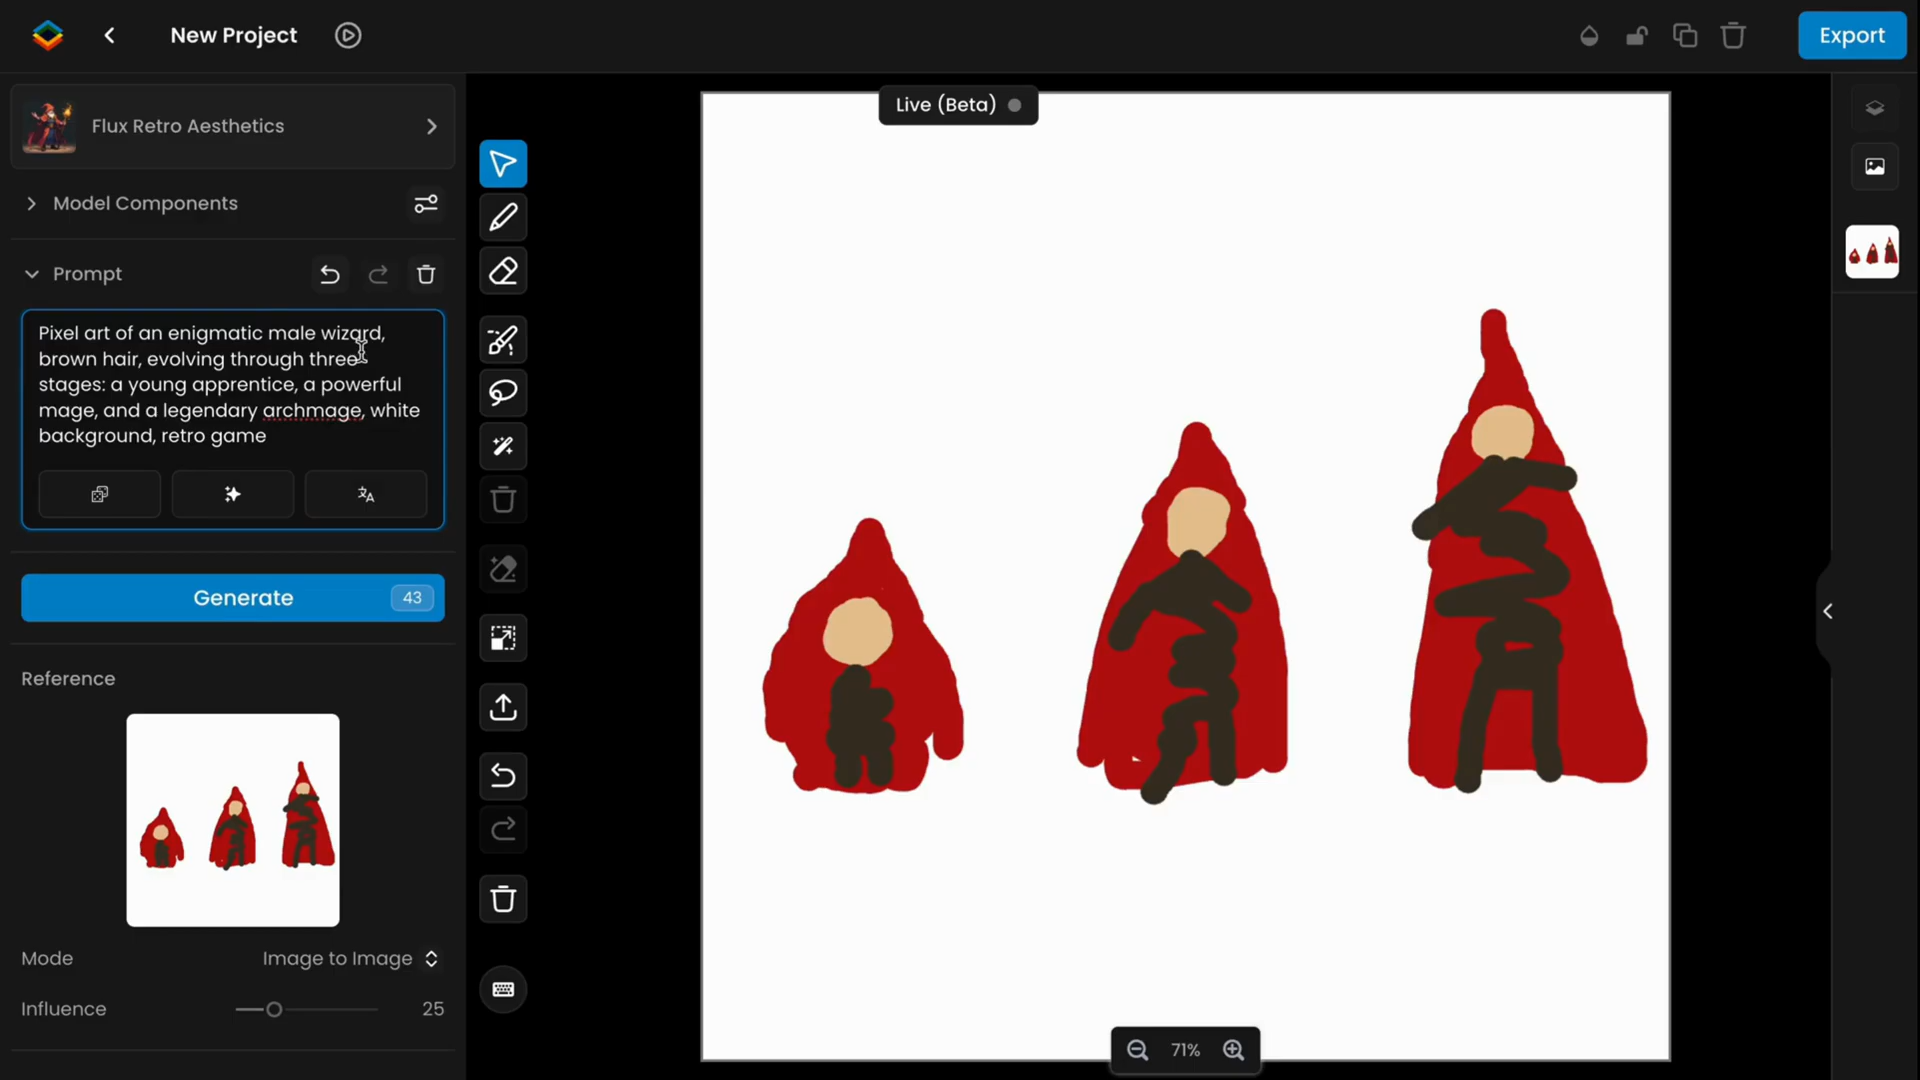 New Project
Export
Flux Retro Aesthetics
Live (Beta)
Model Components
Prompt
Pixel art of an enigmatic male wizard,
brown hair, evolving through three
stages: a young apprentice, a powerful
mage, and a legendary archmage, white
background, retro game
Generate 43
Reference
Mode Image to Image
Influence 25
71%